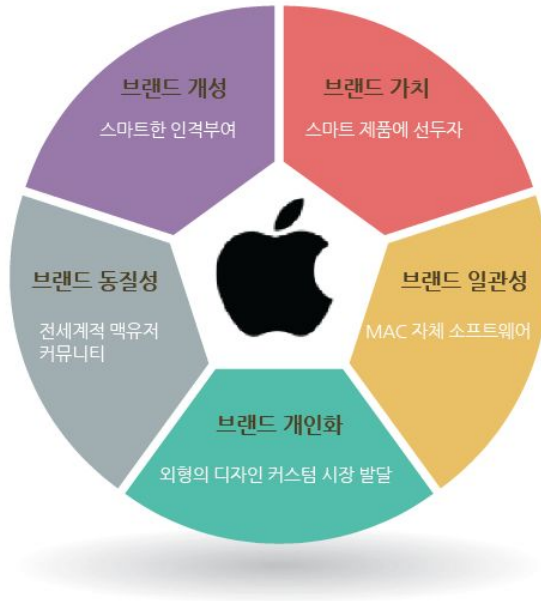 브랜드 개성
스마트한 인격부여
브랜드 가치
스마트 제품에 선두자
브랜드 동질성
전세계적 맥유저
커뮤니티
브랜드 일관성
MAC 자체 소프트웨어
브랜드 개인화
외형의 디자인 커스텀 시장 발달